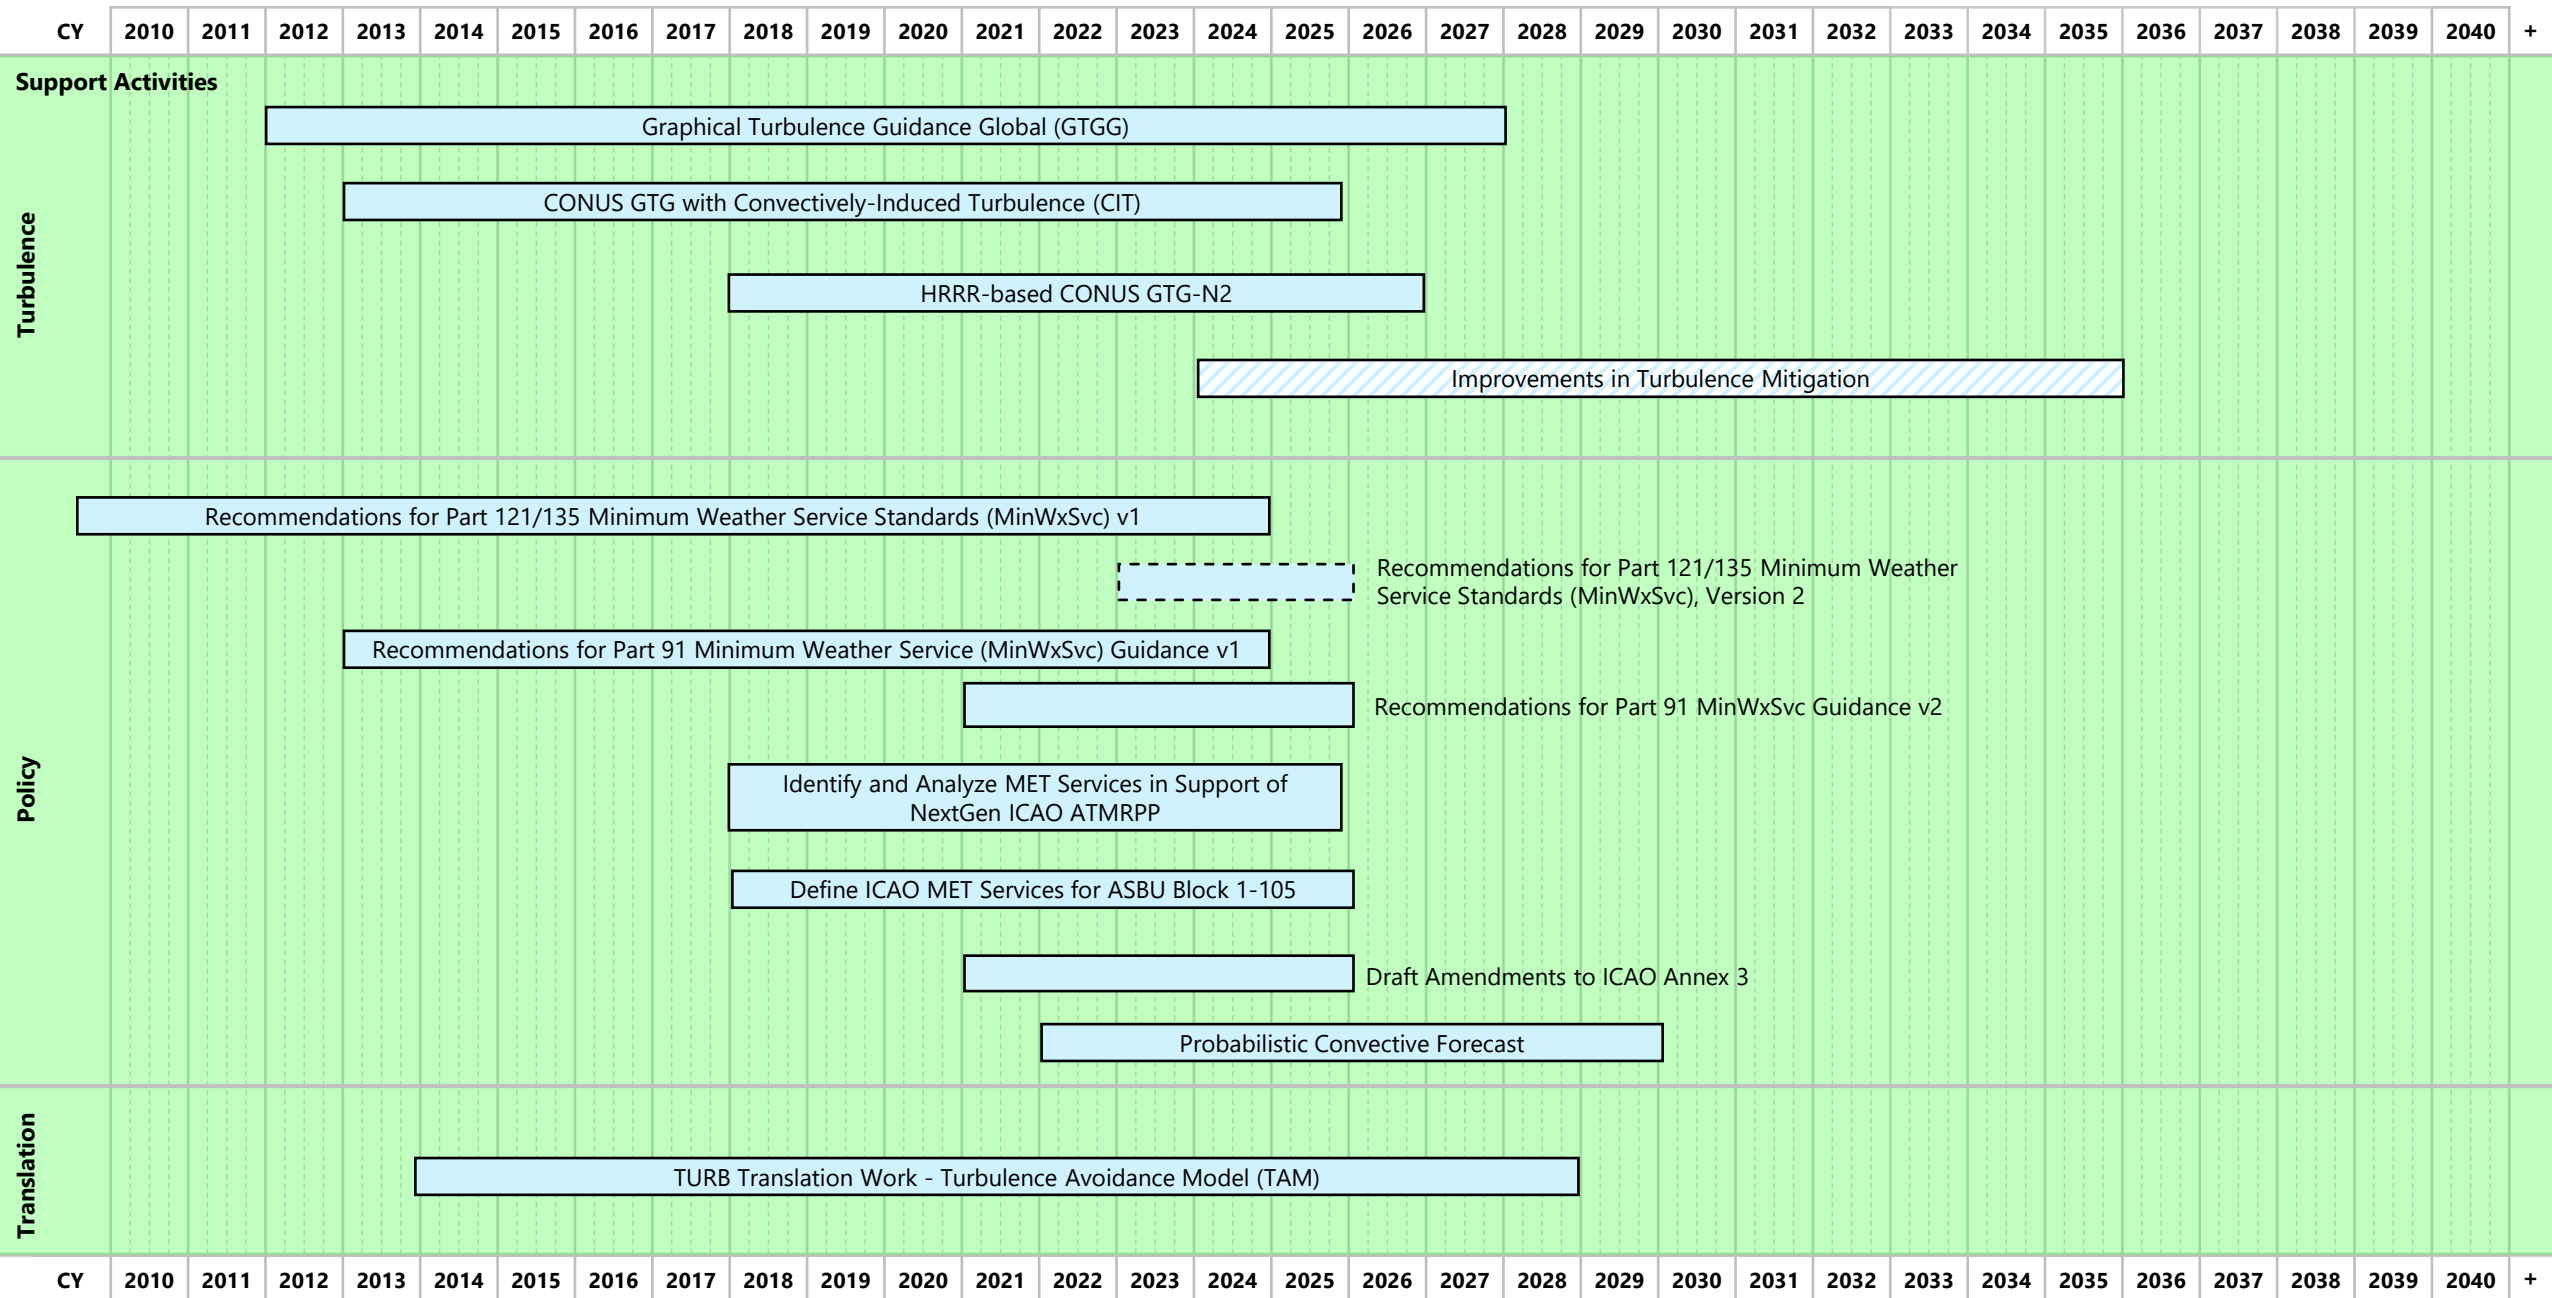 CY 2010 2011 2012 2013 2014 2015 2016 2017 2018 2019 2020 2021 2022 2023 2024 2025 2026 2027 2028 2029 2030 2031 2032 2033 2034 2035 2036 2037 2038 2039 2040 +
Support Activities
Turbulence
Graphical Turbulence Guidance Global (GTGG)
CONUS GTG with Convectively-Induced Turbulence (CIT)
HRRR-based CONUS GTG-N2
Improvements in Turbulence Mitigation
Policy
Recommendations for Part 121/135 Minimum Weather Service Standards (MinWxSvc) v1
Recommendations for Part 121/135 Minimum Weather
Service Standards (MinWxSvc), Version 2
Recommendations for Part 91 Minimum Weather Service (MinWxSvc) Guidance v1
Recommendations for Part 91 MinWxSvc Guidance v2
Identify and Analyze MET Services in Support of
NextGen ICAO ATMRPP
Define ICAO MET Services for ASBU Block 1-105
Draft Amendments to ICAO Annex 3
Probabilistic Convective Forecast
Translation
TURB Translation Work - Turbulence Avoidance Model (TAM)
CY 2010 2011 2012 2013 2014 2015 2016 2017 2018 2019 2020 2021 2022 2023 2024 2025 2026 2027 2028 2029 2030 2031 2032 2033 2034 2035 2036 2037 2038 2039 2040 +